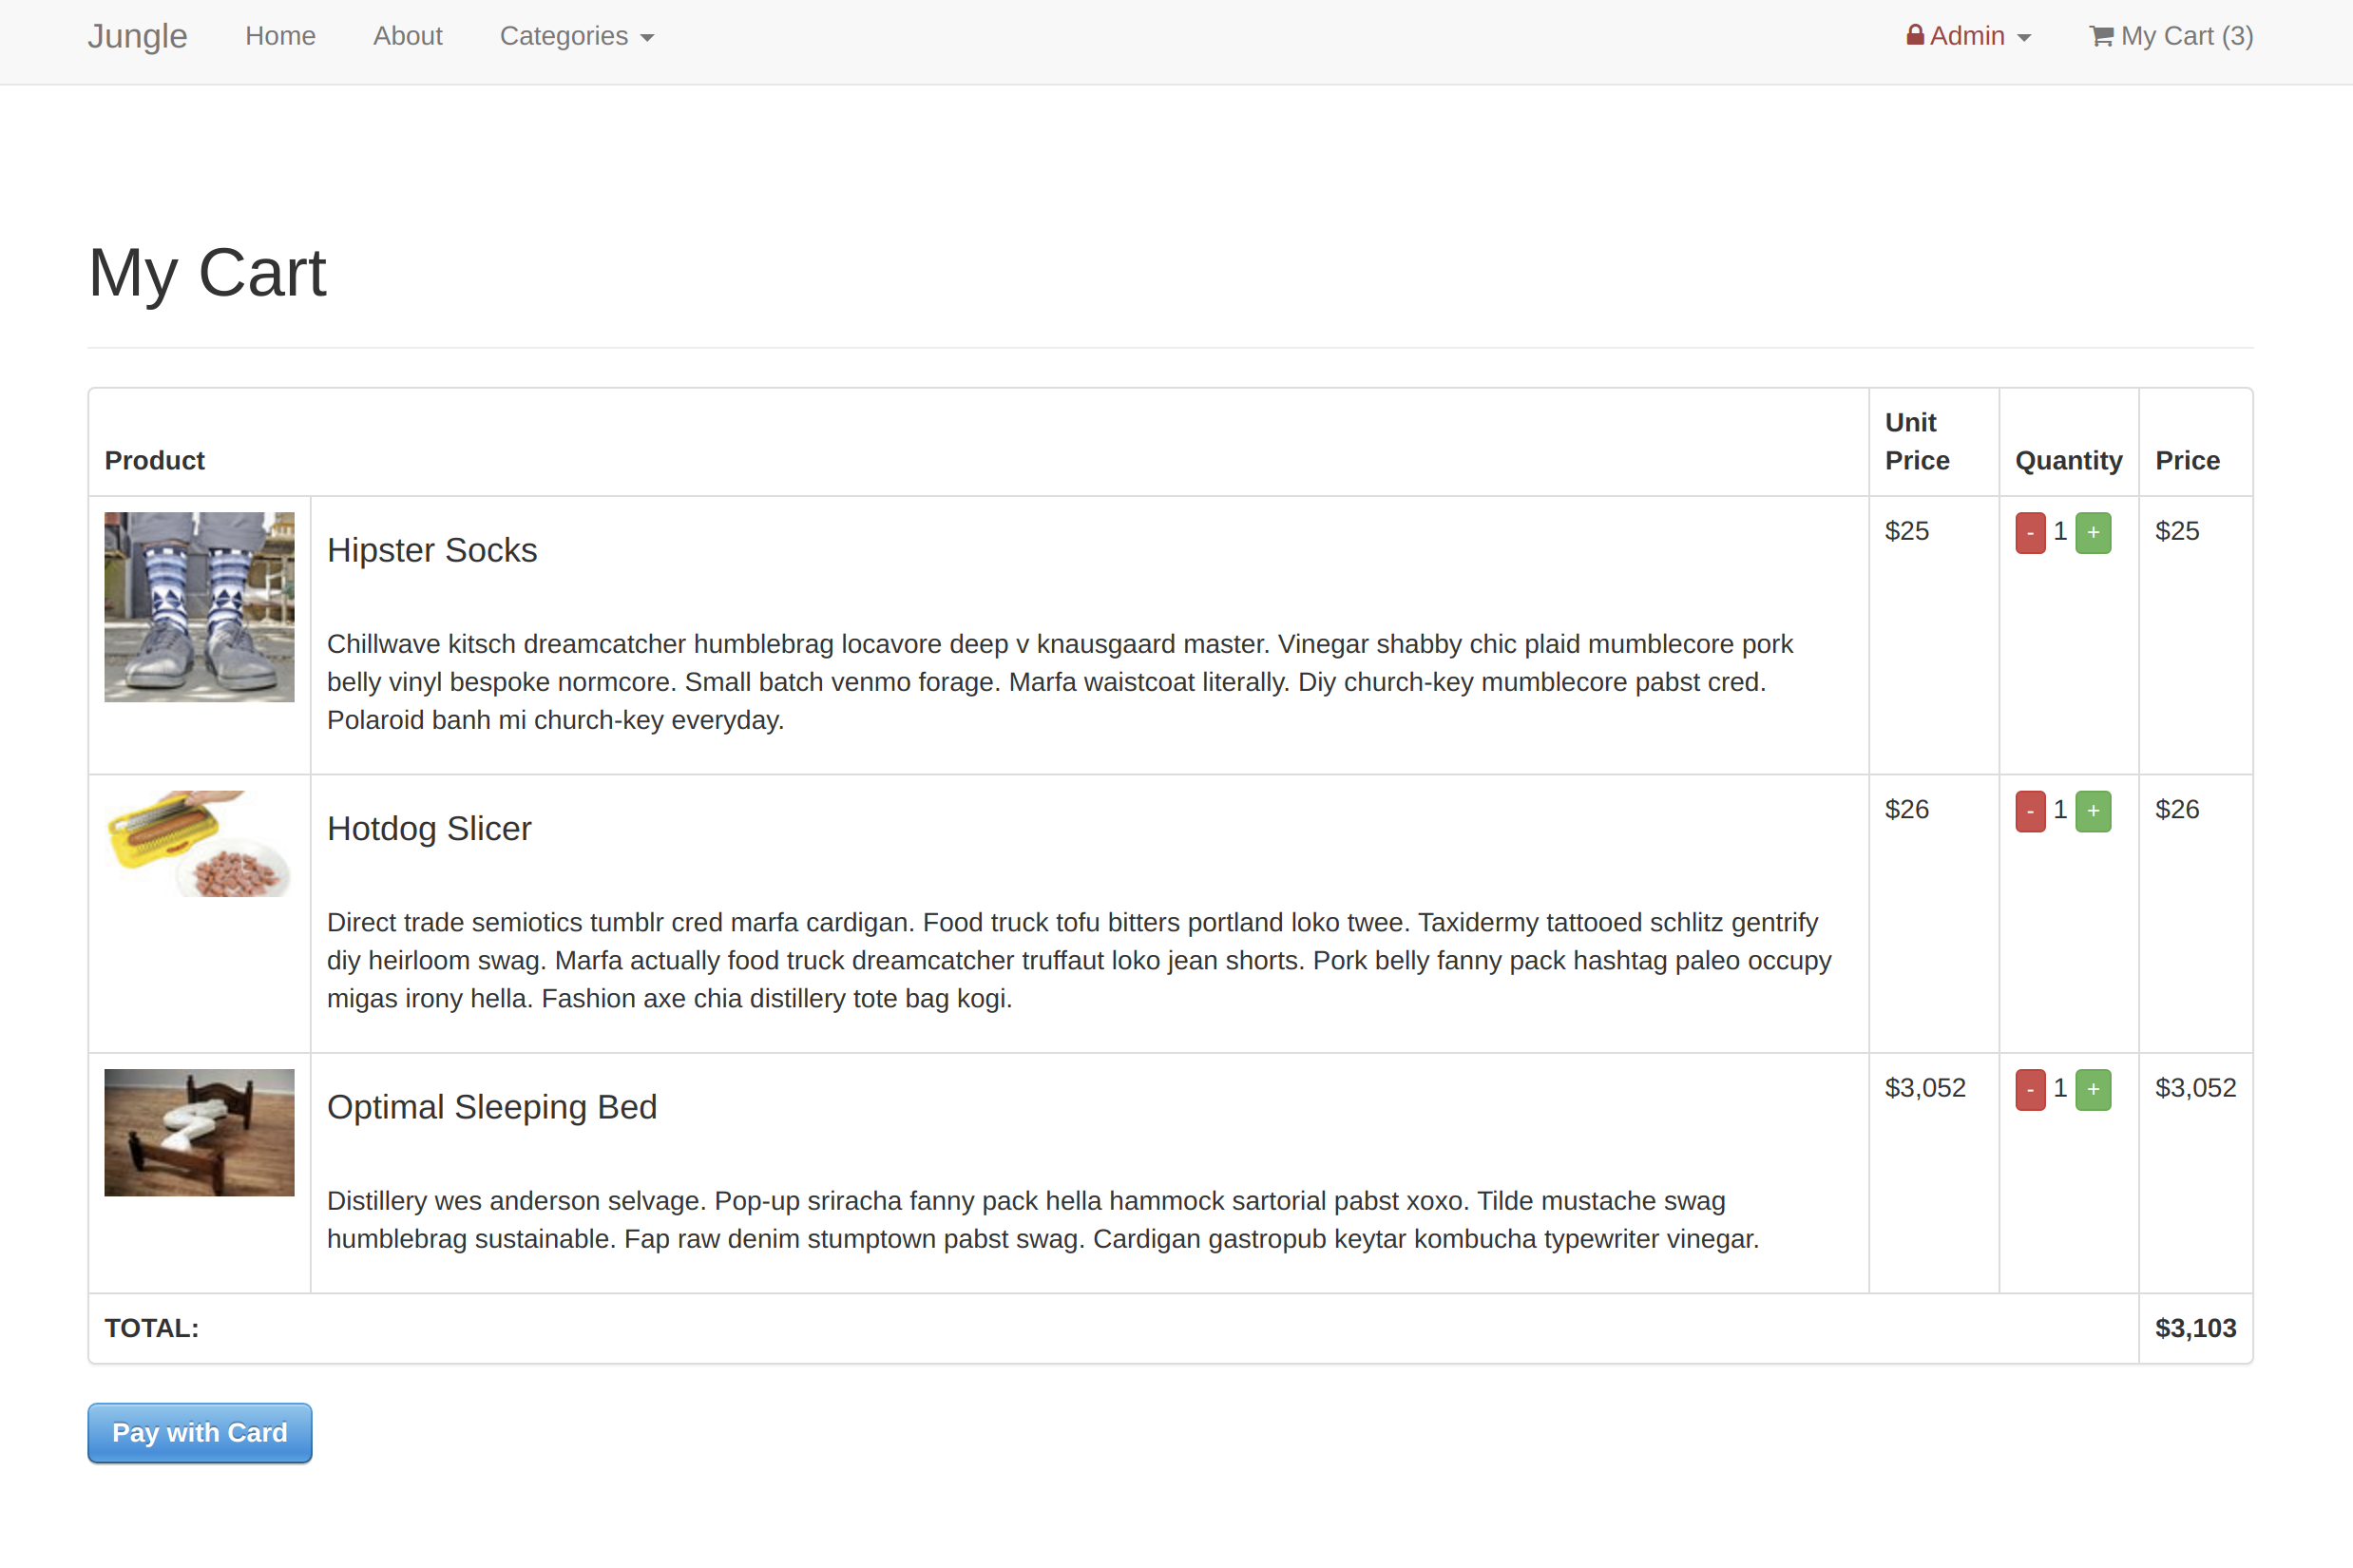 Jungle Home About Categories Admin My Cart (3)
My Cart
Product Unit Price Quantity Price
Hipster Socks $25 - 1 + $25
Chillwave kitsch dreamcatcher humblebrag locavore deep v knausgaard master. Vinegar shabby chic plaid mumblecore pork
belly vinyl bespoke normcore. Small batch venmo forage. Marfa waistcoat literally. Diy church-key mumblecore pabst cred.
Polaroid banh mi church-key everyday.
Hotdog Slicer $26 - 1 + $26
Direct trade semiotics tumblr cred marfa cardigan. Food truck tofu bitters portland loko twee. Taxidermy tattooed schlitz gentrify
diy heirloom swag. Marfa actually food truck dreamcatcher truffaut loko jean shorts. Pork belly fanny pack hashtag paleo occupy
migas irony hella. Fashion axe chia distillery tote bag kogi.
Optimal Sleeping Bed $3,052 - 1 + $3,052
Distillery wes anderson selvage. Pop-up sriracha fanny pack hella hammock sartorial pabst xoxo. Tilde mustache swag
humblebrag sustainable. Fap raw denim stumptown pabst swag. Cardigan gastropub keytar kombucha typewriter vinegar.
TOTAL: $3,103
Pay with Card